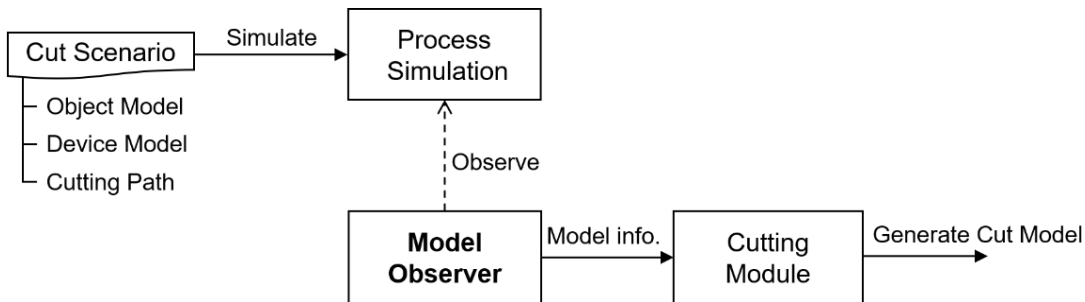 Cut Scenario
Simulate
Process
Simulation
Object Model
Device Model
Cutting Path
Observe
Model
Observer
Model info.
Cutting
Module
Generate Cut Model